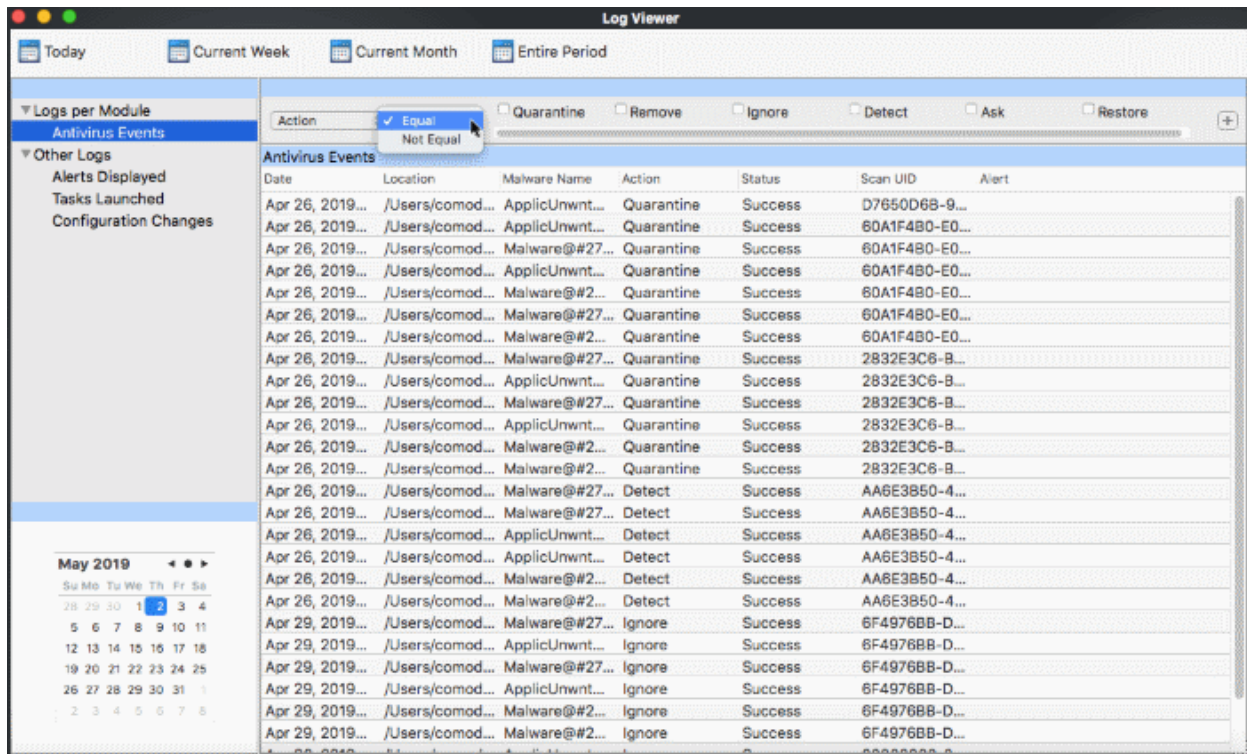 Log Viewer
Today Current Week Current Month Entire Period
Logs per Module
Antivirus Events
Other Logs
Alerts Displayed
Tasks Launched
Configuration Changes
Action ✓ Equal Quarantine Remove Ignore Detect Ask Restore +
Not Equal
Antivirus Events
Date Location Malware Name Action Status Scan UID Alert
Apr 26, 2019... /Users/comod... ApplicUnwnt... Quarantine Success D7650D6B-9...
Apr 26, 2019... /Users/comod... ApplicUnwnt... Quarantine Success 60A1F4B0-E0...
Apr 26, 2019... /Users/comod... Malware@#27... Quarantine Success 60A1F4B0-E0...
Apr 26, 2019... /Users/comod... ApplicUnwnt... Quarantine Success 60A1F4B0-E0...
Apr 26, 2019... /Users/comod... Malware@#2... Quarantine Success 60A1F4B0-E0...
Apr 26, 2019... /Users/comod... Malware@#27... Quarantine Success 60A1F4B0-E0...
Apr 26, 2019... /Users/comod... Malware@#2... Quarantine Success 60A1F4B0-E0...
Apr 26, 2019... /Users/comod... Malware@#27... Quarantine Success 2832E3C6-B...
Apr 26, 2019... /Users/comod... ApplicUnwnt... Quarantine Success 2832E3C6-B...
Apr 26, 2019... /Users/comod... Malware@#27... Quarantine Success 2832E3C6-B...
Apr 26, 2019... /Users/comod... ApplicUnwnt... Quarantine Success 2832E3C6-B...
Apr 26, 2019... /Users/comod... Malware@#2... Quarantine Success 2832E3C6-B...
Apr 26, 2019... /Users/comod... Malware@#2... Quarantine Success 2832E3C6-B...
Apr 26, 2019... /Users/comod... Malware@#27... Detect Success AA6E3B50-4...
Apr 26, 2019... /Users/comod... Malware@#27... Detect Success AA6E3B50-4...
Apr 26, 2019... /Users/comod... ApplicUnwnt... Detect Success AA6E3B50-4...
Apr 26, 2019... /Users/comod... ApplicUnwnt... Detect Success AA6E3B50-4...
Apr 26, 2019... /Users/comod... Malware@#2... Detect Success AA6E3B50-4...
Apr 26, 2019... /Users/comod... Malware@#2... Detect Success AA6E3B50-4...
Apr 29, 2019... /Users/comod... Malware@#27... Ignore Success 6F4976BB-D...
Apr 29, 2019... /Users/comod... ApplicUnwnt... Ignore Success 6F4976BB-D...
Apr 29, 2019... /Users/comod... Malware@#27... Ignore Success 6F4976BB-D...
Apr 29, 2019... /Users/comod... ApplicUnwnt... Ignore Success 6F4976BB-D...
Apr 29, 2019... /Users/comod... Malware@#2... Ignore Success 6F4976BB-D...
Apr 29, 2019... /Users/comod... Malware@#2... Ignore Success 6F4976BB-D...
May 2019
Su Mo Tu We Th Fr Sa
28 29 30 1 2 3 4
5 6 7 8 9 10 11
12 13 14 15 16 17 18
19 20 21 22 23 24 25
26 27 28 29 30 31 1
2 3 4 5 6 7 8